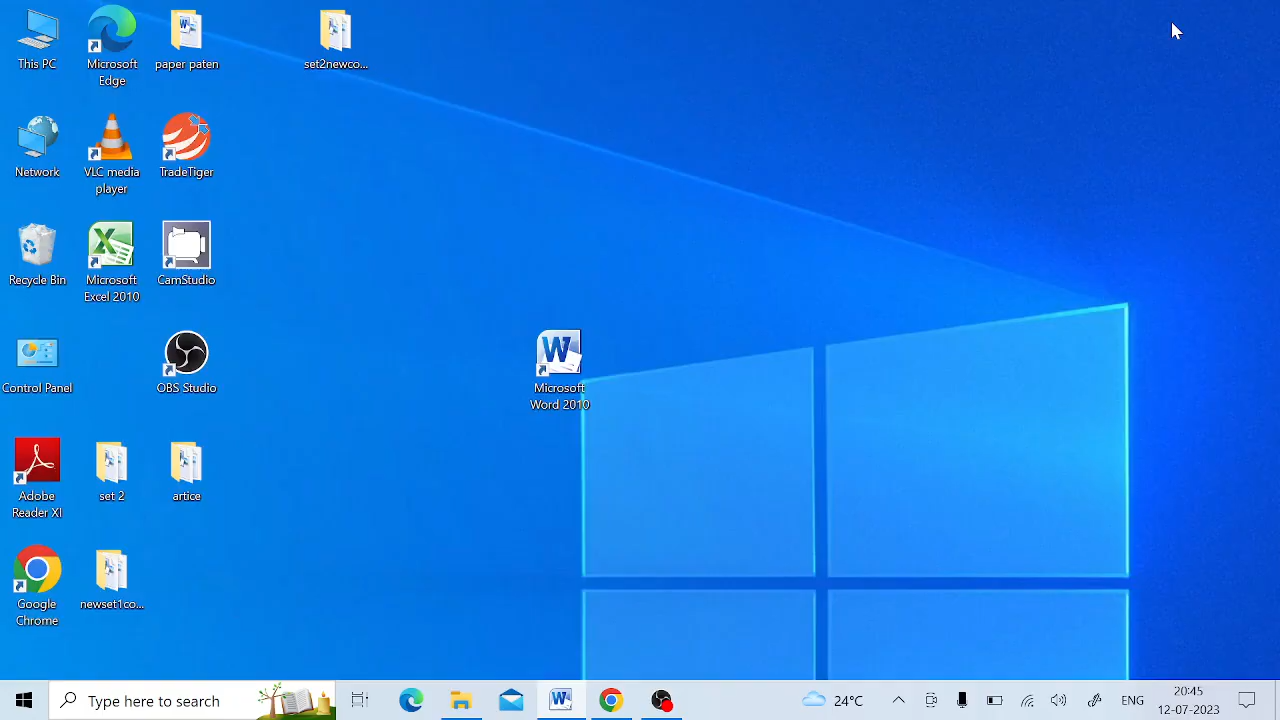 This PC
Microsoft
Edge
paper paten
set2newco...
Network
VLC media
player
TradeTiger
Recycle Bin
Microsoft
Excel 2010
CamStudio
Control Panel
OBS Studio
Microsoft
Word 2010
Adobe
Reader XI
set 2
artice
Google
Chrome
newset1co...
Type here to search
24°C
ENG
20:45
12-07-2023